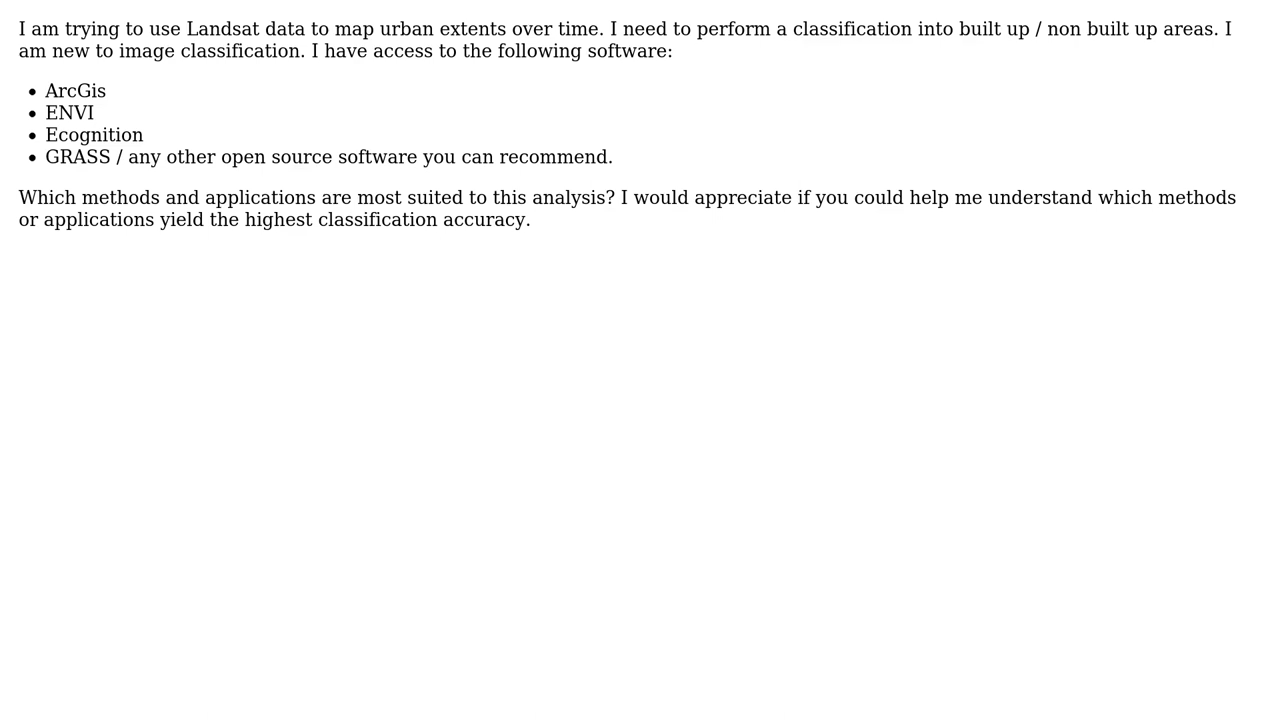 I am trying to use Landsat data to map urban extents over time. I need to perform a classification into built up / non built up areas. I
am new to image classification. I have access to the following software:
• ArcGis
• ENVI
• Ecognition
• GRASS / any other open source software you can recommend.
Which methods and applications are most suited to this analysis? I would appreciate if you could help me understand which methods
or applications yield the highest classification accuracy.